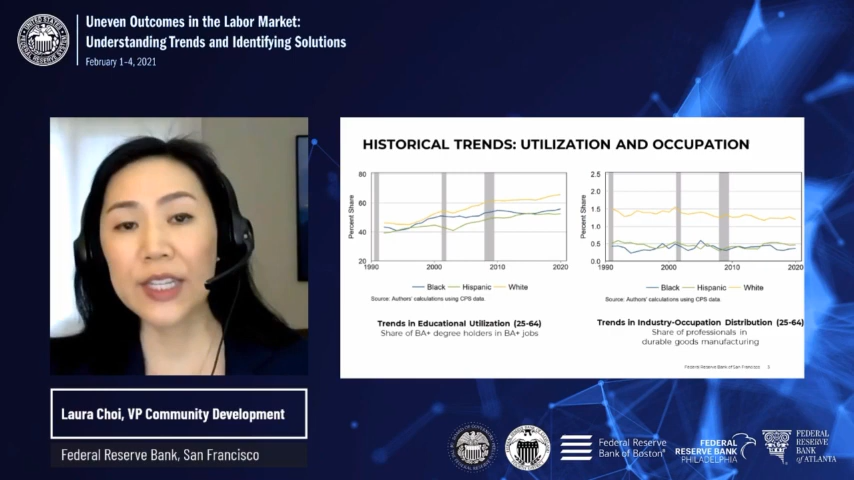 Uneven Outcomes in the Labor Market:
Understanding Trends and Identifying Solutions
February 1-4, 2021
HISTORICAL TRENDS: UTILIZATION AND OCCUPATION
Percent Share
80
60
40
20
1990
2000
2010
2020
Black
Hispanic
White
Source: Authors' calculations using CPS data.
Trends in Educational Utilization (25-64)
Share of BA+ degree holders in BA+ jobs
Percent Share
2.5
2.0
1.5
1.0
0.5
0.0
1990
2000
2010
2020
Black
Hispanic
White
Source: Authors' calculations using CPS data.
Trends in Industry-Occupation Distribution (25-64)
Share of professionals in
durable goods manufacturing
Federal Reserve Bank of San Francisco
Laura Choi, VP Community Development
Federal Reserve Bank, San Francisco
Federal Reserve
Bank of Boston
FEDERAL
RESERVE BANK
PHILADELPHIA
FEDERAL
RESERVE
BANK
of ATLANTA